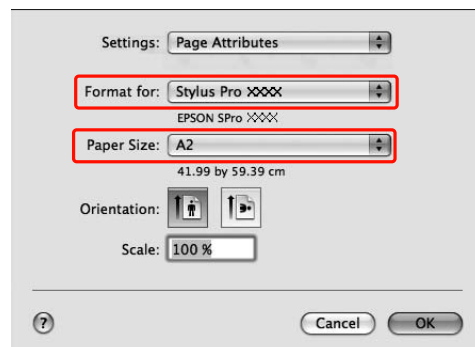 Settings: Page Attributes
Format for: Stylus Pro XXXX
EPSON SPro XXXX
Paper Size: A2
41.99 by 59.39 cm
Orientation:
Scale: 100 %
? Cancel OK